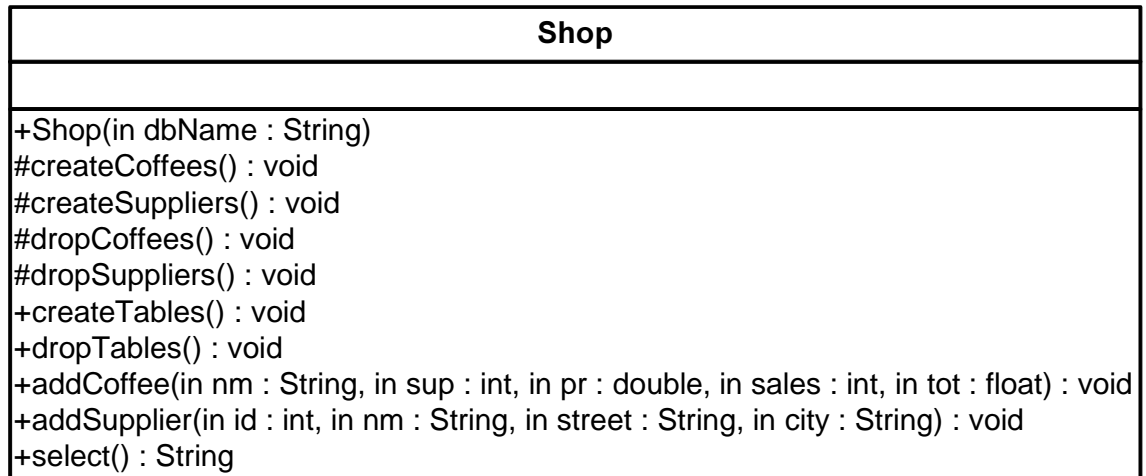 Shop
+Shop(in dbName : String)
#createCoffees() : void
#createSuppliers() : void
#dropCoffees() : void
#dropSuppliers() : void
+createTables() : void
+dropTables() : void
+addCoffee(in nm : String, in sup : int, in pr : double, in sales : int, in tot : float) : void
+addSupplier(in id : int, in nm : String, in street : String, in city : String) : void
+select() : String